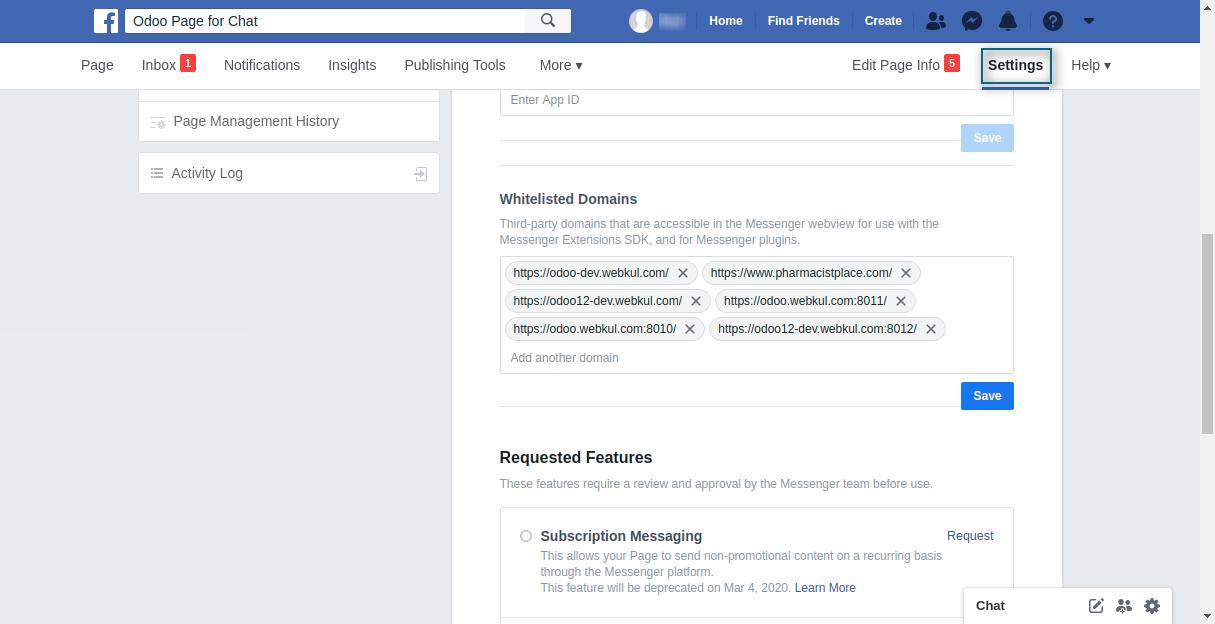 Odoo Page for Chat
Home Find Friends Create
Page Inbox 1 Notifications Insights Publishing Tools More ▾ Edit Page Info 5 Settings Help ▾
Enter App ID
Page Management History
Save
Activity Log
Whitelisted Domains
Third-party domains that are accessible in the Messenger webview for use with the
Messenger Extensions SDK, and for Messenger plugins.
https://odoo-dev.webkul.com/ https://www.pharmacistplace.com/
https://odoo12-dev.webkul.com/ https://odoo.webkul.com:8011/
https://odoo.webkul.com:8010/ https://odoo12-dev.webkul.com:8012/
Add another domain
Save
Requested Features
These features require a review and approval by the Messenger team before use.
Subscription Messaging Request
This allows your Page to send non-promotional content on a recurring basis
through the Messenger platform.
This feature will be deprecated on Mar 4, 2020. Learn More
Chat